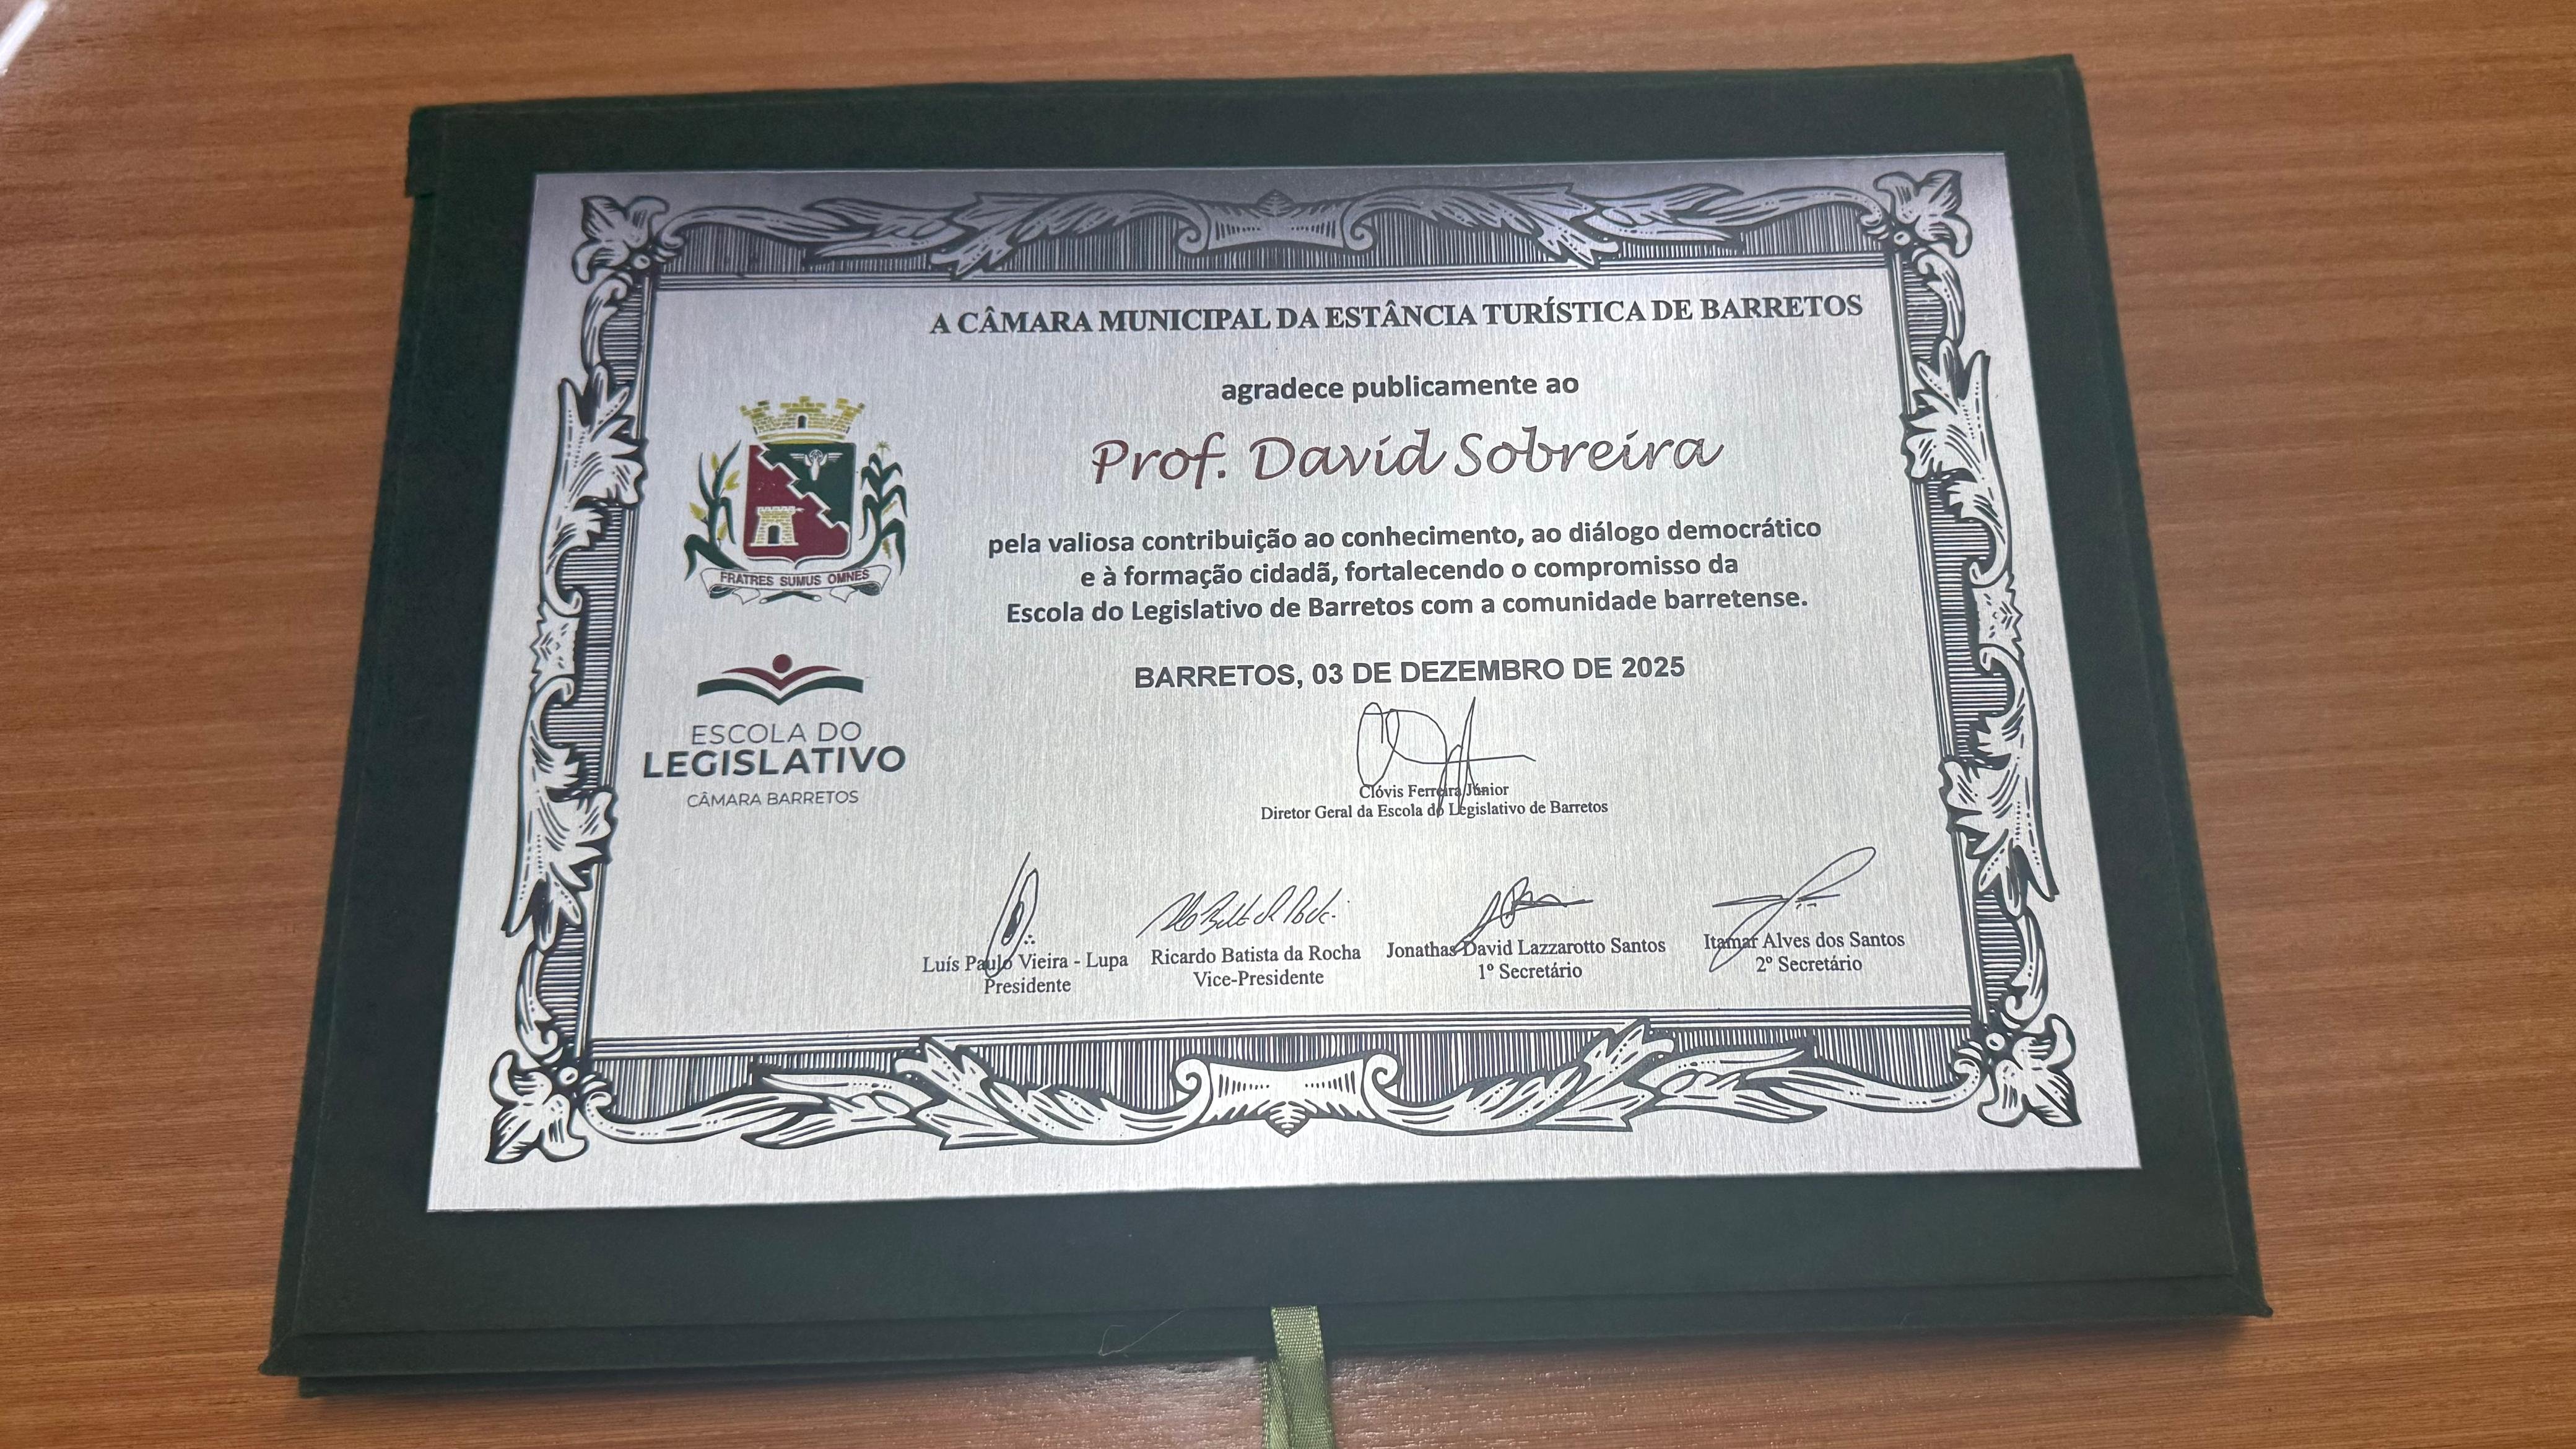 A CÂMARA MUNICIPAL DA ESTÂNCIA TURÍSTICA DE BARRETOS
agradece publicamente ao
Prof. David Sobreira
pela valiosa contribuição ao conhecimento, ao diálogo democrático
e à formação cidadã, fortalecendo o compromisso da
Escola do Legislativo de Barretos com a comunidade barretense.
BARRETOS, 03 DE DEZEMBRO DE 2025
FRATRES SUMUS OMNES
ESCOLA DO
LEGISLATIVO
CÂMARA BARRETOS
Clóvis Ferreira Júnior
Diretor Geral da Escola do Legislativo de Barretos
Luís Paulo Vieira - Lupa
Presidente
Ricardo Batista da Rocha
Vice-Presidente
Jonathas David Lazzarotto Santos
1º Secretário
Itamar Alves dos Santos
2º Secretário